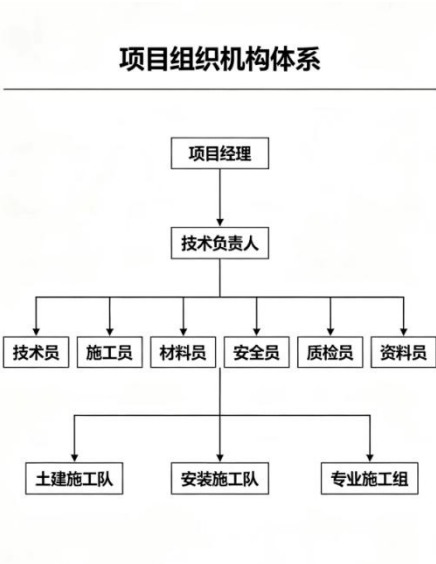 项目组织机构体系
项目经理
技术负责人
技术员 施工员 材料员 安全员 质检员 资料员
土建施工队 安装施工队 专业施工组